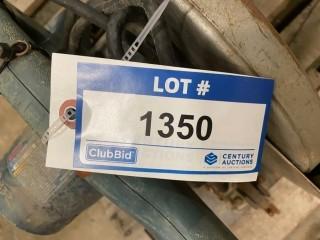 LOT #
1350
ClubBid
CENTURY
AUCTIONS